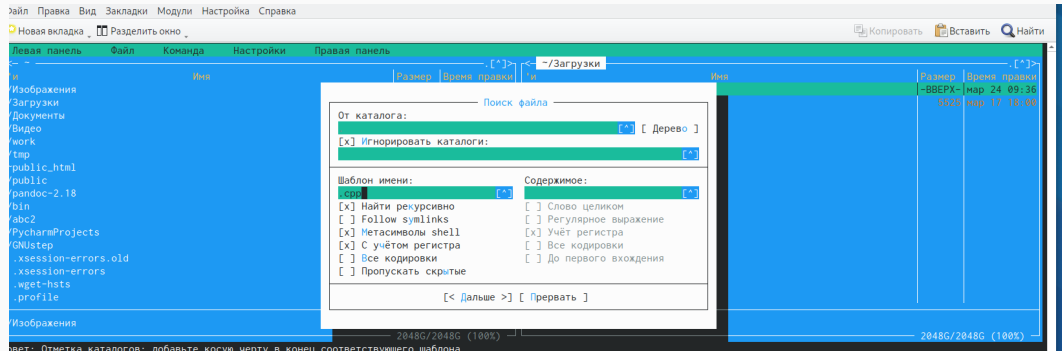 Файл Правка Вид Закладки Модули Настройка Справка
Новая вкладка Разделить окно Копировать Вставить Найти
Левая панель Файл Команда Настройки Правая панель
<- ~ .[^]> <- ~/Загрузки .[^]>
'и Имя Размер Время правки 'и Имя Размер Время правки
/Изображения -ВВЕРХ- мар 24 09:36
/Загрузки мар 17 18:00
/Документы
/Видео
/work
/tmp
~public_html
/public
/pandoc-2.18
/bin
/abc2
/PycharmProjects
/GNUstep
.xsession-errors.old
.xsession-errors
.wget-hsts
.profile
/Изображения
2048G/2048G (100%) 2048G/2048G (100%)
Поиск файла
От каталога:
[^] [ Дерево ]
[x] Игнорировать каталоги:
[^]
Шаблон имени: Содержимое:
.cpp [^] [^]
[x] Найти рекурсивно [ ] Слово целиком
[ ] Follow symlinks [ ] Регулярное выражение
[x] Метасимволы shell [x] Учёт регистра
[x] С учётом регистра [ ] Все кодировки
[ ] Все кодировки [ ] До первого вхождения
[ ] Пропускать скрытые
[< Дальше >] [ Прервать ]
Совет: Отметка каталогов: добавьте косую черту в конец соответствующего шаблона